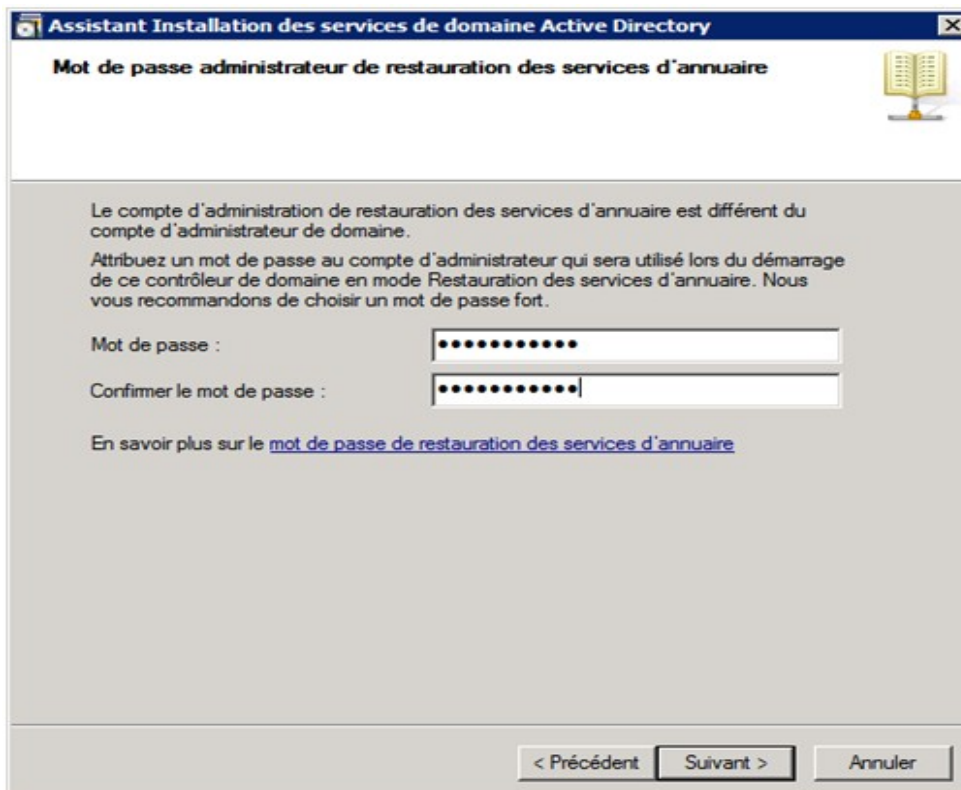 Assistant Installation des services de domaine Active Directory
Mot de passe administrateur de restauration des services d'annuaire
Le compte d'administration de restauration des services d'annuaire est différent du
compte d'administrateur de domaine.
Attribuez un mot de passe au compte d'administrateur qui sera utilisé lors du démarrage
de ce contrôleur de domaine en mode Restauration des services d'annuaire. Nous
vous recommandons de choisir un mot de passe fort.
Mot de passe : •••••••••••
Confirmer le mot de passe : •••••••••••
En savoir plus sur le mot de passe de restauration des services d'annuaire
< Précédent Suivant > Annuler